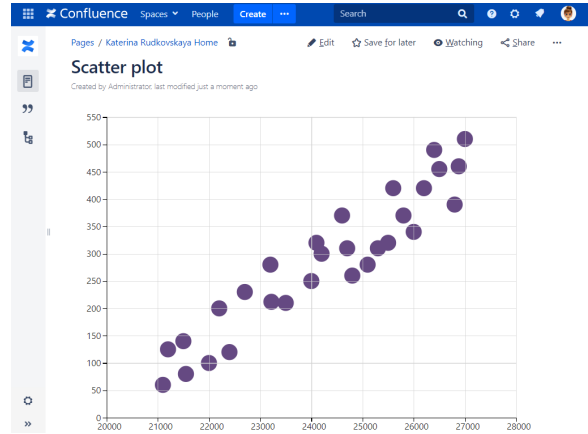 Confluence Spaces People Create ··· Search
Pages / Katerina Rudkovskaya Home Edit Save for later Watching Share ···
Scatter plot
Created by Administrator, last modified just a moment ago
550
500
450
400
350
300
250
200
150
100
50
0
20000 21000 22000 23000 24000 25000 26000 27000 28000